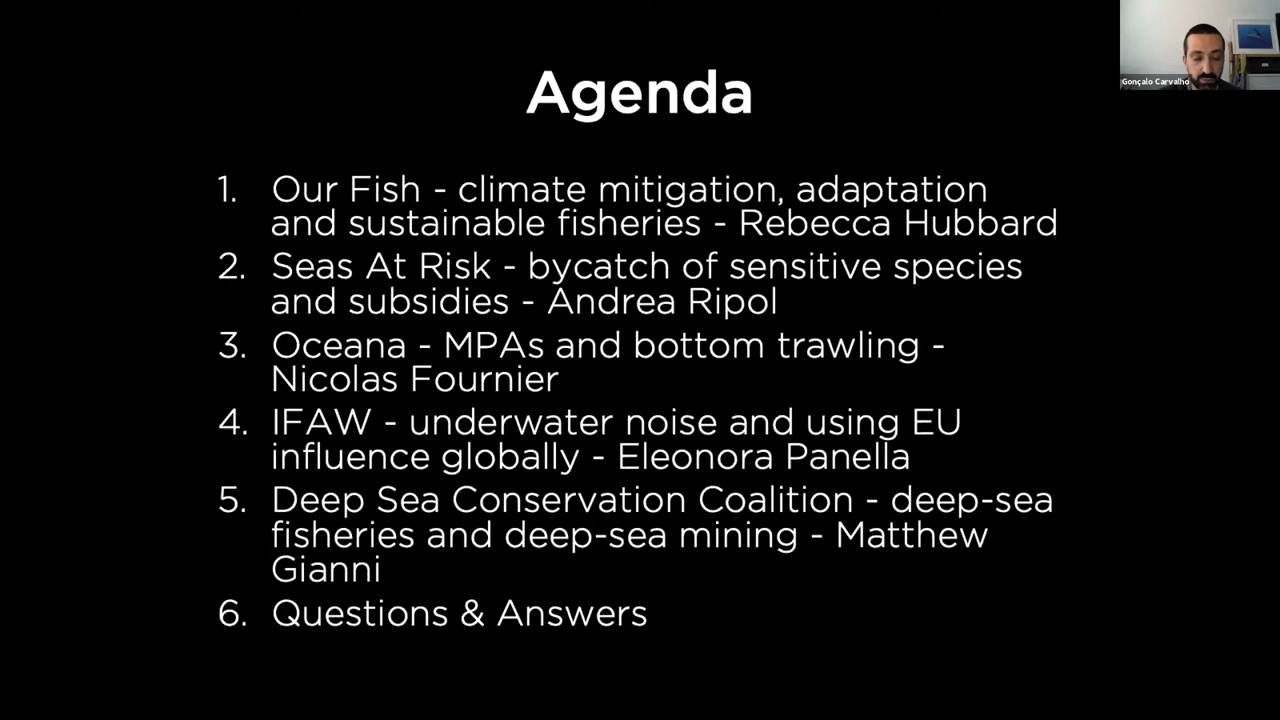 Agenda
Gonçalo Carvalho
1. Our Fish - climate mitigation, adaptation
and sustainable fisheries - Rebecca Hubbard
2. Seas At Risk - bycatch of sensitive species
and subsidies - Andrea Ripol
3. Oceana - MPAs and bottom trawling -
Nicolas Fournier
4. IFAW - underwater noise and using EU
influence globally - Eleonora Panella
5. Deep Sea Conservation Coalition - deep-sea
fisheries and deep-sea mining - Matthew
Gianni
6. Questions & Answers